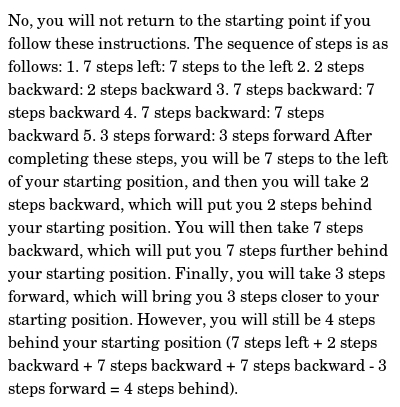 No, you will not return to the starting point if you
follow these instructions. The sequence of steps is as
follows: 1. 7 steps left: 7 steps to the left 2. 2 steps
backward: 2 steps backward 3. 7 steps backward: 7
steps backward 4. 7 steps backward: 7 steps
backward 5. 3 steps forward: 3 steps forward After
completing these steps, you will be 7 steps to the left
of your starting position, and then you will take 2
steps backward, which will put you 2 steps behind
your starting position. You will then take 7 steps
backward, which will put you 7 steps further behind
your starting position. Finally, you will take 3 steps
forward, which will bring you 3 steps closer to your
starting position. However, you will still be 4 steps
behind your starting position (7 steps left + 2 steps
backward + 7 steps backward + 7 steps backward - 3
steps forward = 4 steps behind).